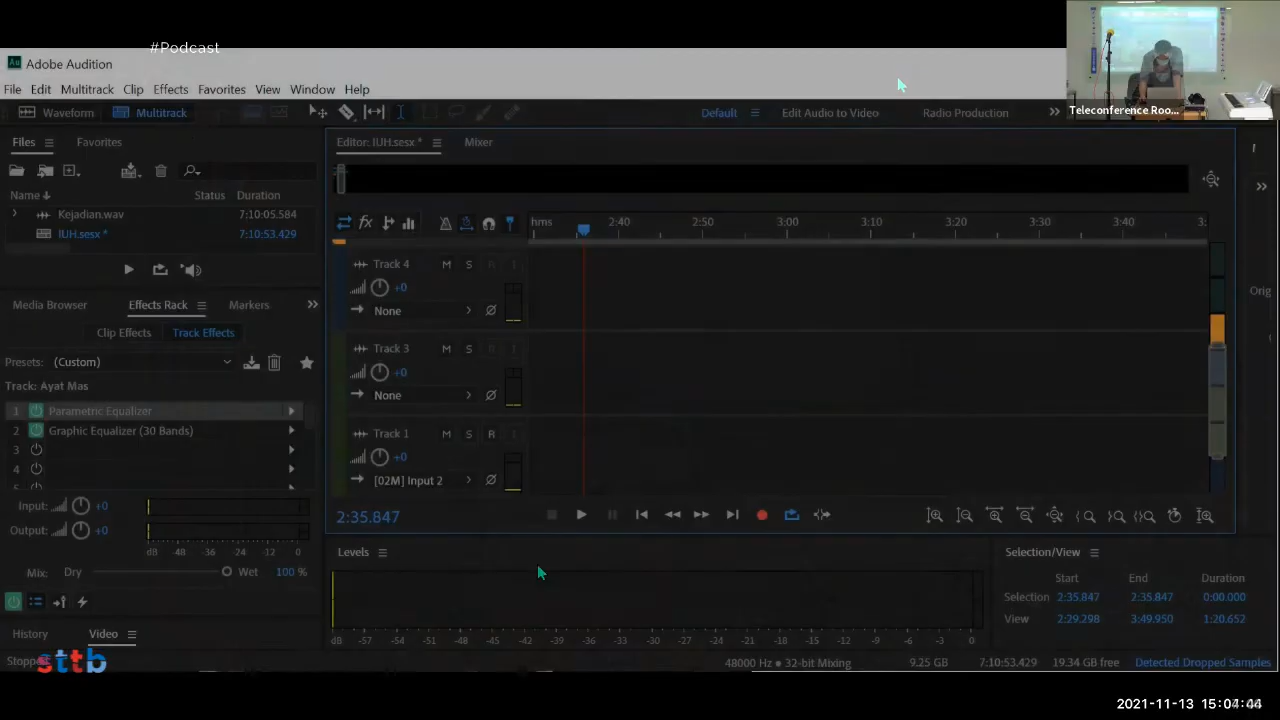 #Podcast
Au Adobe Audition
File Edit Multitrack Clip Effects Favorites View Window Help
Teleconference Roo...
Waveform Multitrack Default Edit Audio to Video Radio Production
Files Favorites
Editor: IUH.sesx * Mixer
Name Status Duration
Kejadian.wav 7:10:05.584
IUH.sesx * 7:10:53.429
hms 2:40 2:50 3:00 3:10 3:20 3:30 3:40 3:
Track 4 M S R I
+0
None
Media Browser Effects Rack Markers
Orig
Clip Effects Track Effects
Presets: (Custom)
Track: Ayat Mas
1 Parametric Equalizer
2 Graphic Equalizer (30 Bands)
3
4
Track 3 M S R I
+0
None
Track 1 M S R I
+0
[02M] Input 2
Input: +0
Output: +0
dB -48 -36 -24 -12 0
Mix: Dry Wet 100 %
2:35.847
Levels
dB -57 -54 -51 -48 -45 -42 -39 -36 -33 -30 -27 -24 -21 -18 -15 -12 -9 -6 -3 0
Selection/View
Start End Duration
Selection 2:35.847 2:35.847 0:00.000
View 2:29.298 3:49.950 1:20.652
History Video
sttb
48000 Hz ● 32-bit Mixing 9.25 GB 7:10:53.429 19.34 GB free Detected Dropped Samples
2021-11-13